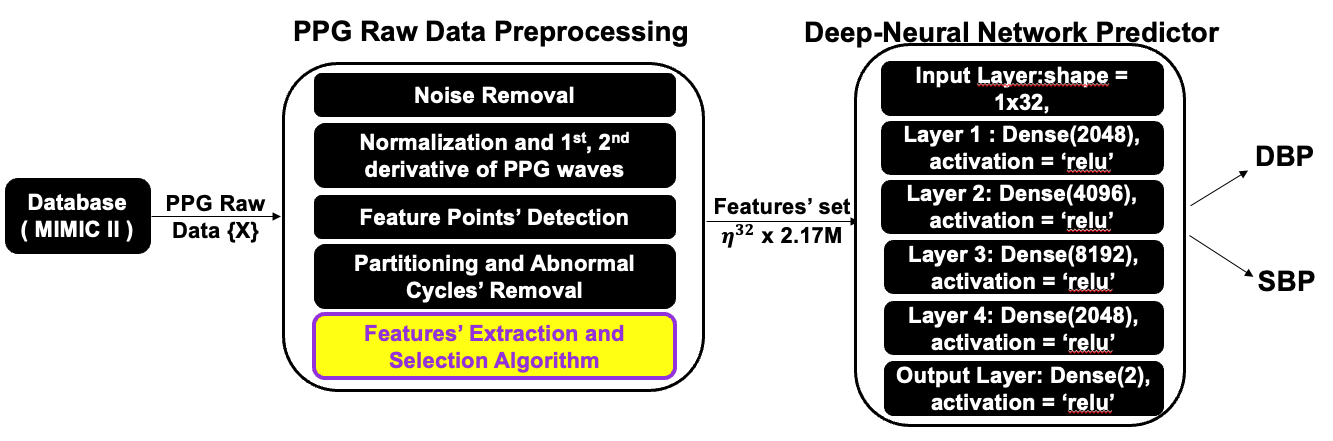 PPG Raw Data Preprocessing
Deep-Neural Network Predictor
Database
( MIMIC II )
PPG Raw
Data {X}
Noise Removal
Normalization and 1st, 2nd
derivative of PPG waves
Feature Points’ Detection
Partitioning and Abnormal
Cycles’ Removal
Features’ Extraction and
Selection Algorithm
Features’ set
η³² x 2.17M
Input Layer:shape =
1x32,
Layer 1 : Dense(2048),
activation = ‘relu’
Layer 2: Dense(4096),
activation = ‘relu’
Layer 3: Dense(8192),
activation = ‘relu’
Layer 4: Dense(2048),
activation = ‘relu’
Output Layer: Dense(2),
activation = ‘relu’
DBP
SBP